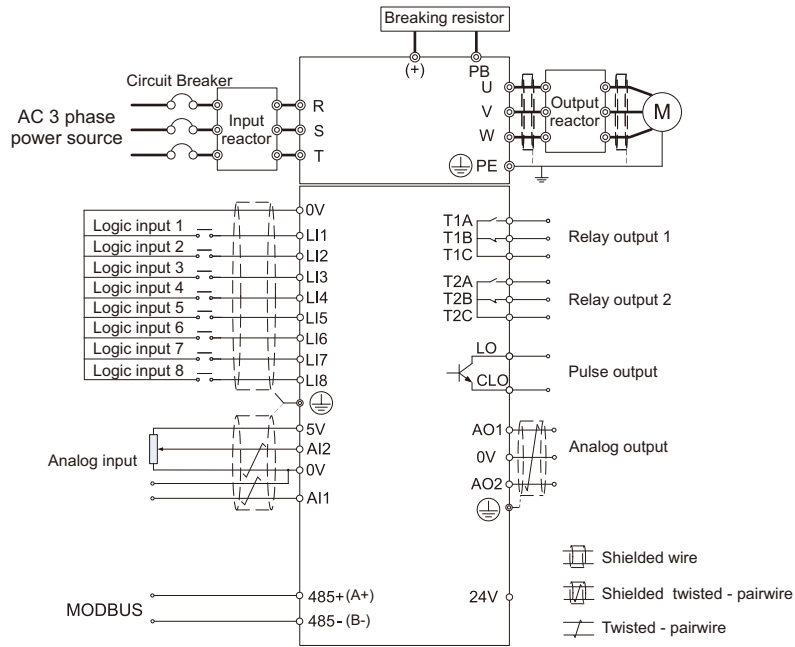 Breaking resistor
(+)
PB
Circuit Breaker
AC 3 phase
power source
Input
reactor
R
S
T
U
V
W
PE
Output
reactor
M
0V
Logic input 1
LI1
Logic input 2
LI2
Logic input 3
LI3
Logic input 4
LI4
Logic input 5
LI5
Logic input 6
LI6
Logic input 7
LI7
Logic input 8
LI8
T1A
T1B
T1C
Relay output 1
T2A
T2B
T2C
Relay output 2
LO
CLO
Pulse output
Analog input
5V
AI2
0V
AI1
AO1
0V
AO2
Analog output
MODBUS
485+(A+)
485-(B-)
24V
Shielded wire
Shielded twisted - pairwire
Twisted - pairwire